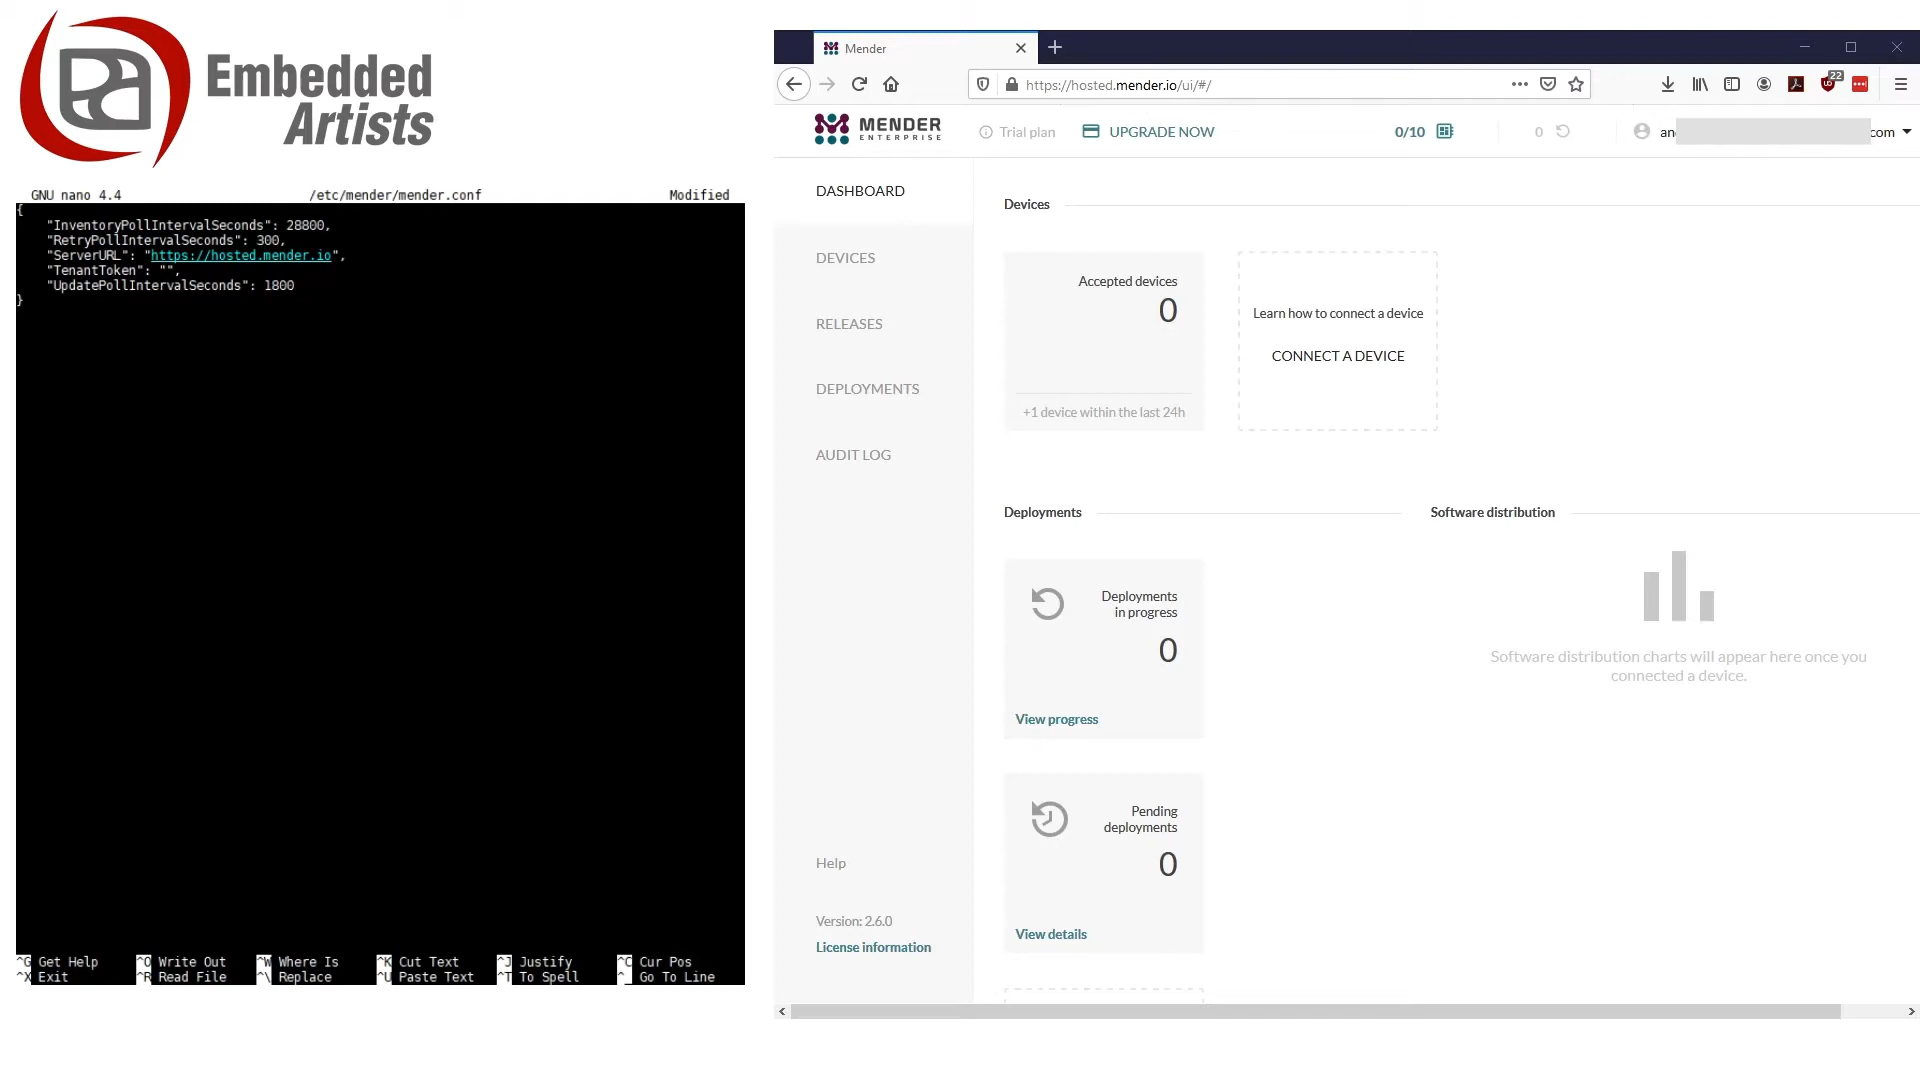 Embedded
Artists
GNU nano 4.4 /etc/mender/mender.conf Modified
{
"InventoryPollIntervalSeconds": 28800,
"RetryPollIntervalSeconds": 300,
"ServerURL": "https://hosted.mender.io",
"TenantToken": "",
"UpdatePollIntervalSeconds": 1800
}
^G Get Help ^O Write Out ^W Where Is ^K Cut Text ^J Justify ^C Cur Pos
^X Exit ^R Read File ^\ Replace ^U Paste Text ^T To Spell ^_ Go To Line
Mender
https://hosted.mender.io/ui/#/
22
MENDER
ENTERPRISE
Trial plan
UPGRADE NOW
0/10
0
an
com
DASHBOARD
DEVICES
RELEASES
DEPLOYMENTS
AUDIT LOG
Help
Version: 2.6.0
License information
Devices
Accepted devices
0
+1 device within the last 24h
Learn how to connect a device
CONNECT A DEVICE
Deployments
Deployments
in progress
0
View progress
Pending
deployments
0
View details
Software distribution
Software distribution charts will appear here once you
connected a device.